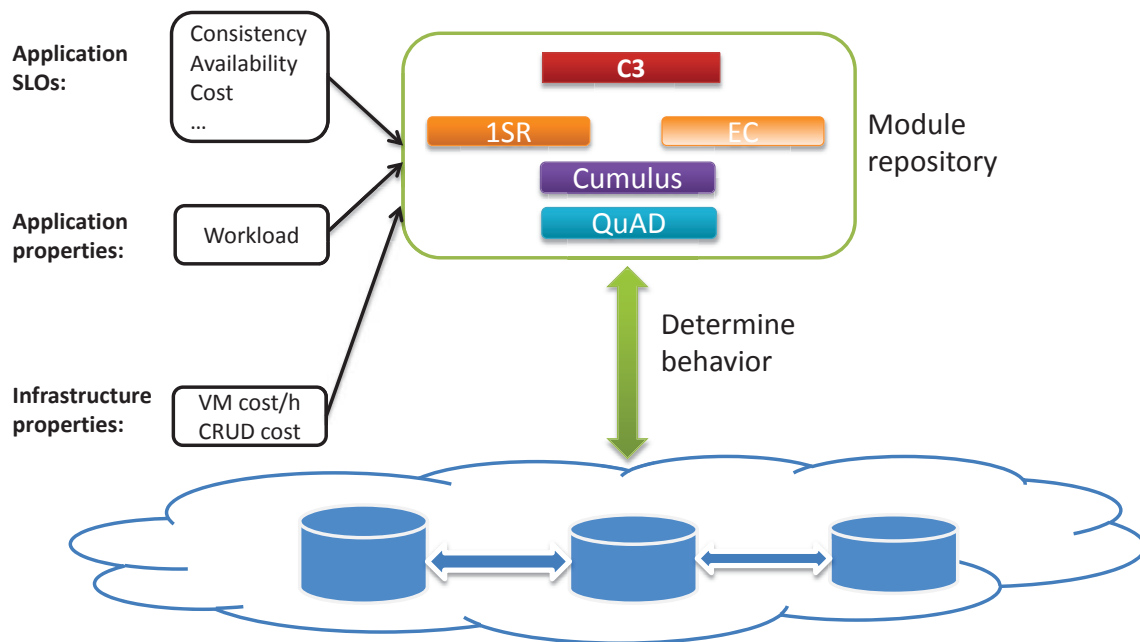 Application
SLOs:
Consistency
Availability
Cost
...
Application
properties:
Workload
Infrastructure
properties:
VM cost/h
CRUD cost
C3
1SR
EC
Cumulus
QuAD
Module
repository
Determine
behavior